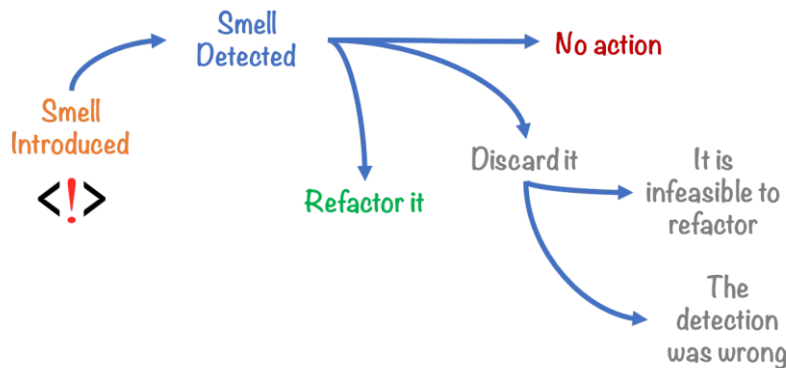 Smell
Detected
No action
Smell
Introduced
<!>
Refactor it
Discard it
It is
infeasible to
refactor
The
detection
was wrong